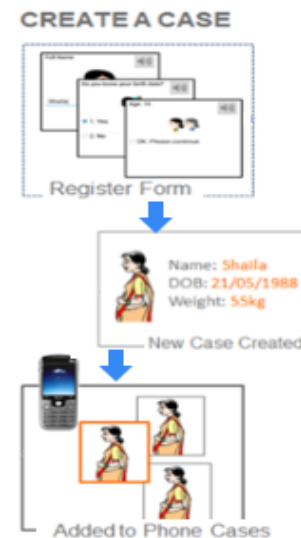 CREATE A CASE
Full Name
Shaila
Do you know your birth date?
1. Yes
2. No
Age: 10
OK. Please continue.
Register Form
Name: Shaila
DOB: 21/05/1988
Weight: 55kg
New Case Created
Added to Phone Cases